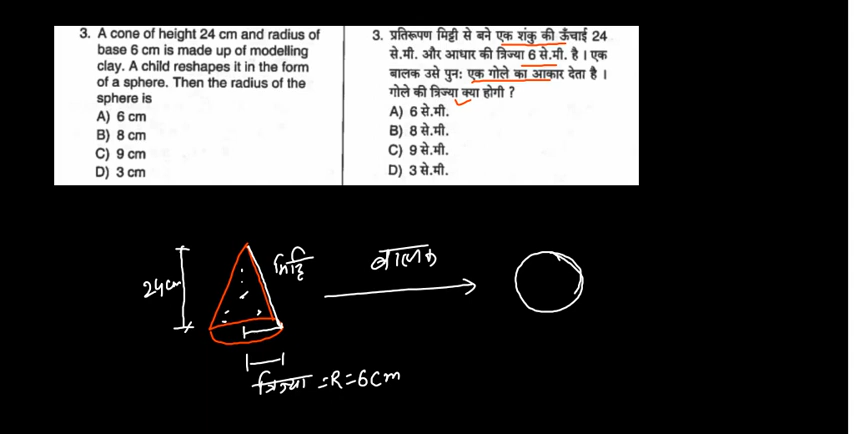 3. A cone of height 24 cm and radius of
base 6 cm is made up of modelling
clay. A child reshapes it in the form
of a sphere. Then the radius of the
sphere is
A) 6 cm
B) 8 cm
C) 9 cm
D) 3 cm
3. प्रतिरूपण मिट्टी से बने एक शंकु की ऊँचाई 24
से.मी. और आधार की त्रिज्या 6 से.मी. है । एक
बालक उसे पुनः एक गोले का आकार देता है ।
गोले की त्रिज्या क्या होगी ?
A) 6 से.मी.
B) 8 से.मी.
C) 9 से.मी.
D) 3 से.मी.
24cm
बालक
त्रिज्या =R=6cm